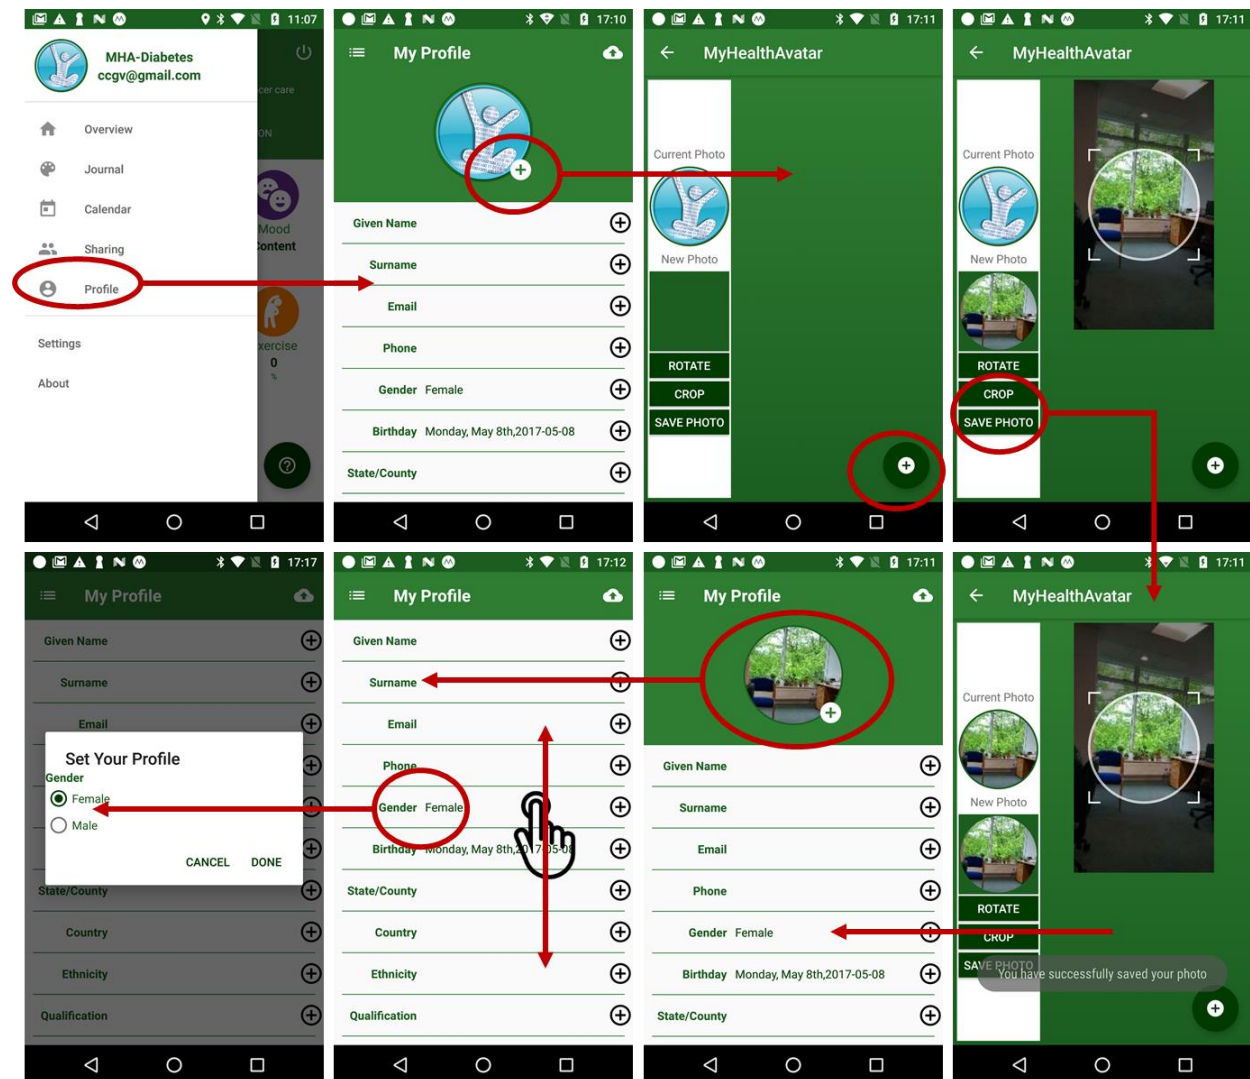 11:07
MHA-Diabetes
ccgv@gmail.com
cer care
Overview
ON
Journal
Calendar
Mood
Sharing
ontent
Profile
Settings
xercise
0
%
About
17:10
My Profile
Given Name
Surname
Email
Phone
Gender Female
Birthday Monday, May 8th,2017-05-08
State/County
17:11
MyHealthAvatar
Current Photo
New Photo
ROTATE
CROP
SAVE PHOTO
17:11
MyHealthAvatar
Current Photo
New Photo
ROTATE
CROP
SAVE PHOTO
17:17
My Profile
Given Name
Surname
Email
Set Your Profile
Gender
Female
Male
CANCEL DONE
State/County
Country
Ethnicity
Qualification
17:12
My Profile
Given Name
Surname
Email
Phone
Gender Female
Birthday Monday, May 8th,2017-05-08
State/County
Country
Ethnicity
Qualification
17:11
My Profile
Given Name
Surname
Email
Phone
Gender Female
Birthday Monday, May 8th,2017-05-08
State/County
17:11
MyHealthAvatar
Current Photo
New Photo
ROTATE
CROP
SAVE PHOTO
You have successfully saved your photo